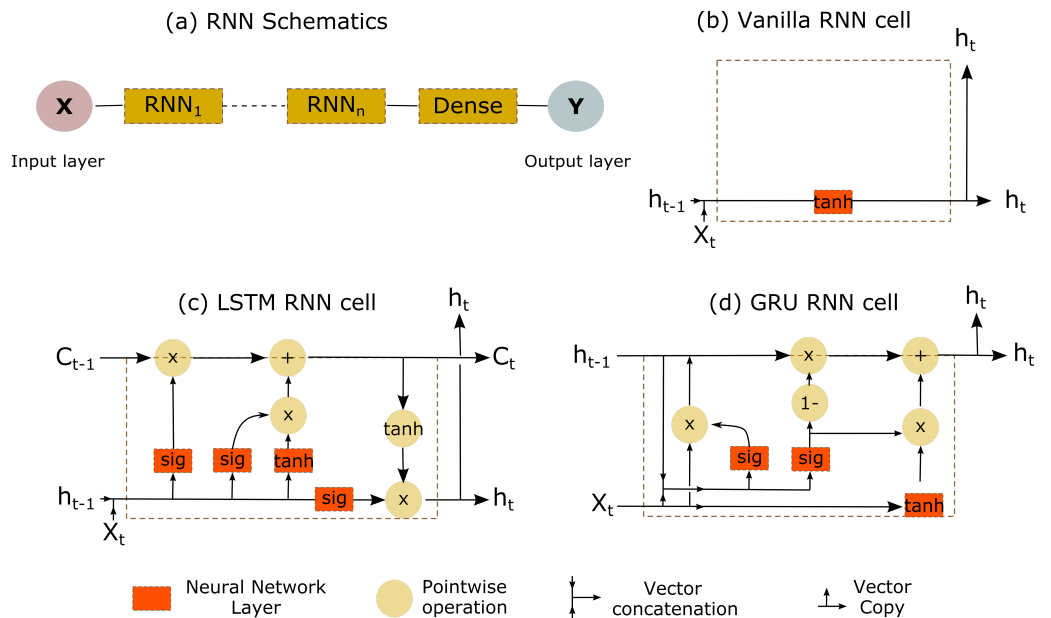 (a) RNN Schematics
X
RNN₁
RNNₙ
Dense
Y
Input layer
Output layer
(b) Vanilla RNN cell
hₜ
hₜ₋₁
tanh
hₜ
Xₜ
(c) LSTM RNN cell
hₜ
Cₜ₋₁
x
+
Cₜ
x
tanh
sig
sig
tanh
hₜ₋₁
sig
x
hₜ
Xₜ
(d) GRU RNN cell
hₜ
hₜ₋₁
x
+
hₜ
1-
x
x
sig
sig
Xₜ
tanh
Neural Network
Layer
Pointwise
operation
Vector
concatenation
Vector
Copy